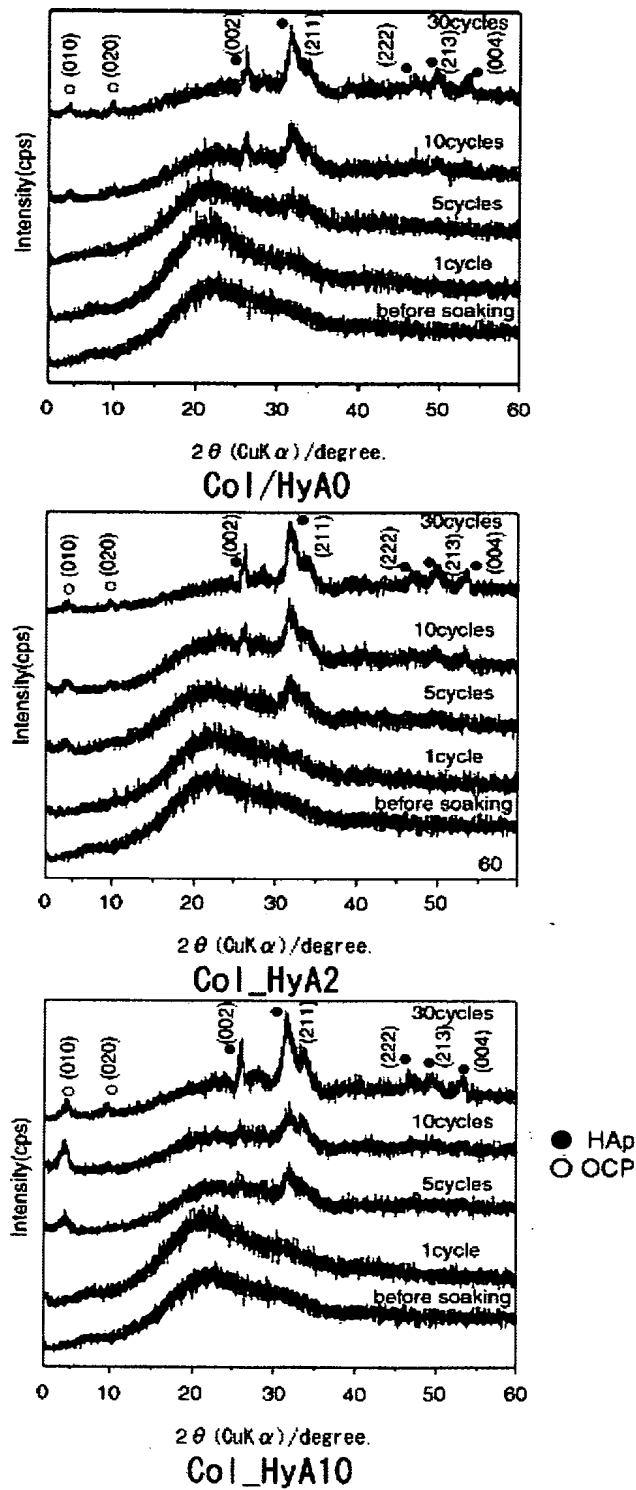 30cycles
(010)
(020)
(002)
(211)
(222)
(213)
(004)
10cycles
5cycles
1cycle
before soaking
Intensity(cps)
0 10 20 30 40 50 60
2θ (CuKα)/degree.
Col/HyA0
30cycles
(010)
(020)
(002)
(211)
(222)
(213)
(004)
10cycles
5cycles
1cycle
before soaking
60
Intensity(cps)
0 10 20 30 40 50
2θ (CuKα)/degree.
Col_HyA2
30cycles
(010)
(020)
(002)
(211)
(222)
(213)
(004)
10cycles
5cycles
1cycle
before soaking
Intensity(cps)
0 10 20 30 40 50 60
2θ (CuKα)/degree.
Col_HyA10
● HAp
○ OCP